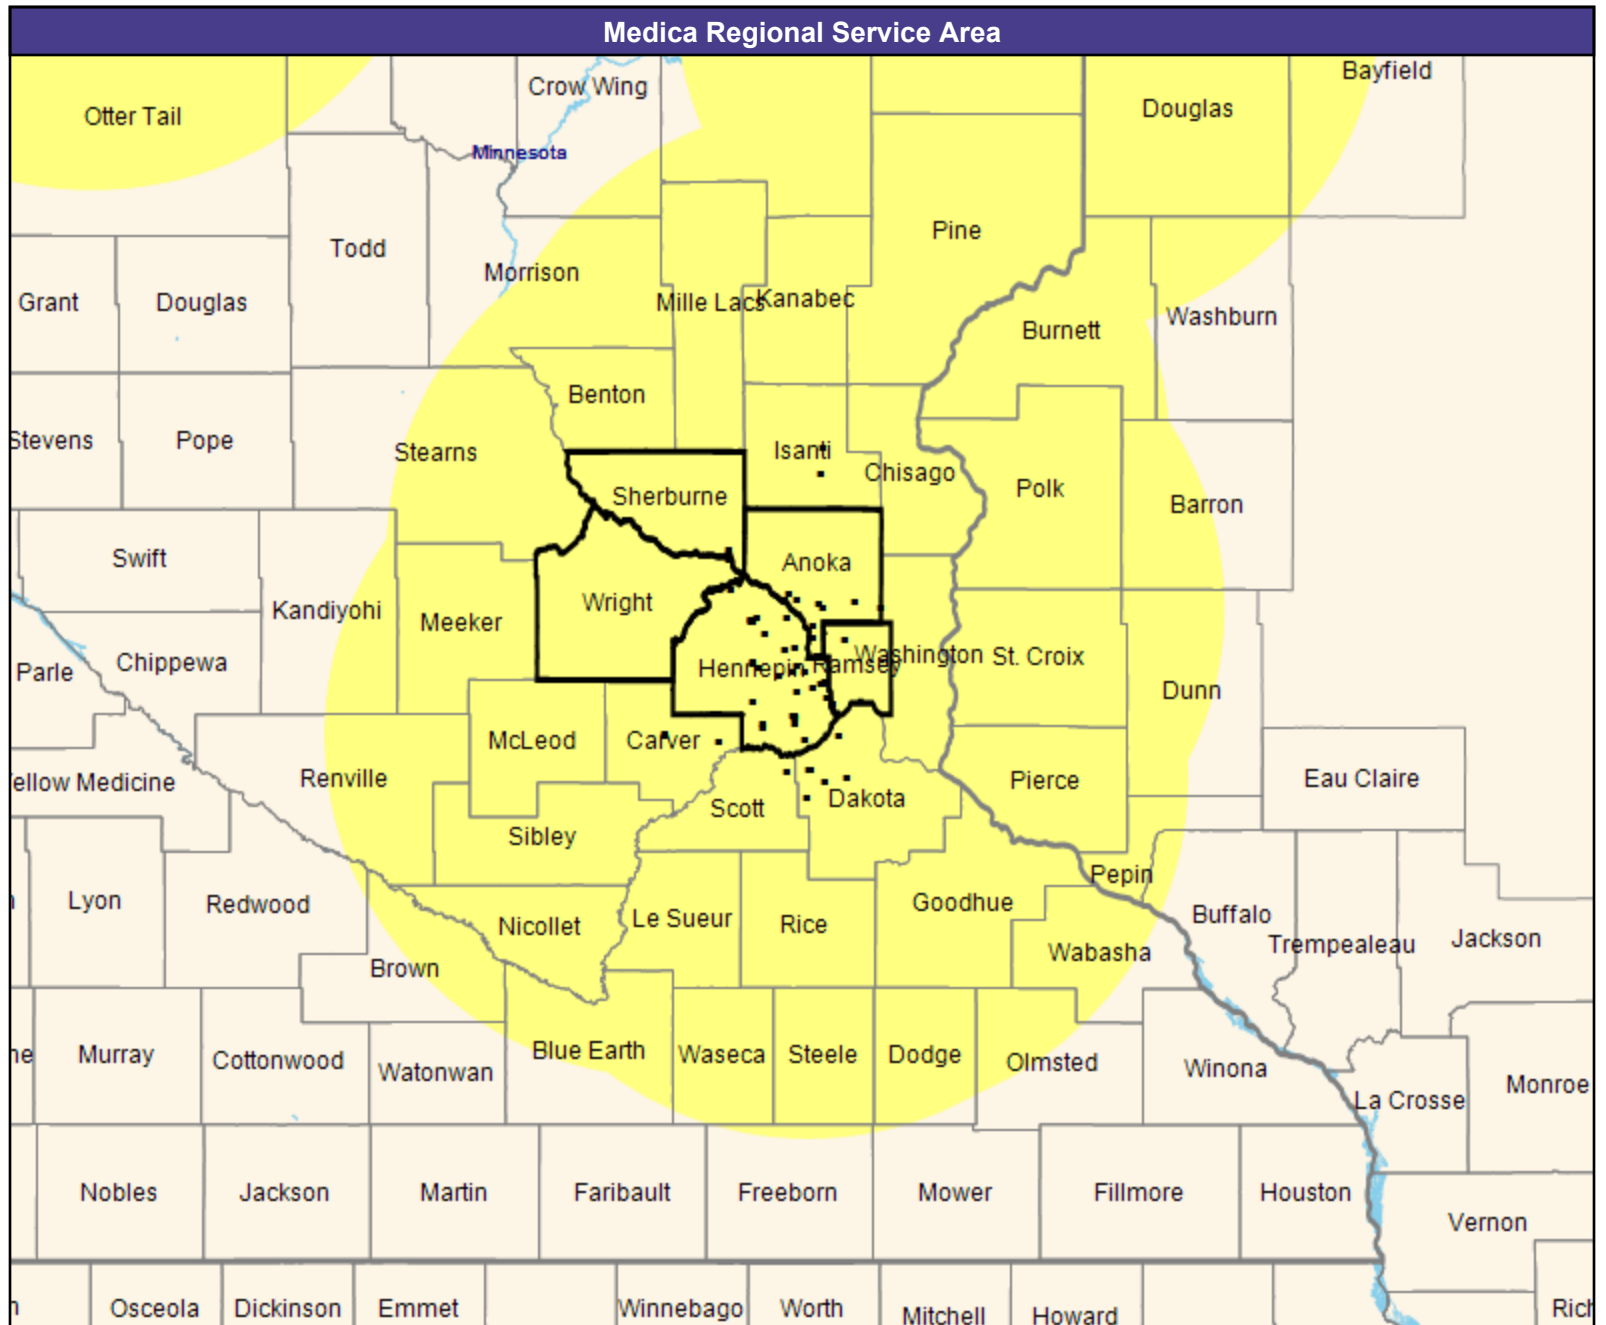 Medica Regional Service Area
Bayfield
Crow Wing
Otter Tail
Douglas
Minnesota
Pine
Todd
Morrison
Grant
Douglas
Mille Lacs
Kanabec
Washburn
Burnett
Benton
Stevens
Pope
Stearns
Isanti
Chisago
Polk
Sherburne
Barron
Swift
Anoka
Wright
Kandiyohi
Meeker
Parle
Chippewa
Hennepin
Ramsey
Washington
St. Croix
Dunn
McLeod
Carver
Renville
ellow Medicine
Pierce
Eau Claire
Scott
Dakota
Sibley
Pepin
Lyon
Redwood
Goodhue
Nicollet
Le Sueur
Rice
Buffalo
Trempealeau
Jackson
Wabasha
Brown
ne
Murray
Cottonwood
Watonwan
Blue Earth
Waseca
Steele
Dodge
Olmsted
Winona
La Crosse
Monroe
Nobles
Jackson
Martin
Faribault
Freeborn
Mower
Fillmore
Houston
Vernon
n
Osceola
Dickinson
Emmet
Winnebago
Worth
Mitchell
Howard
Rich